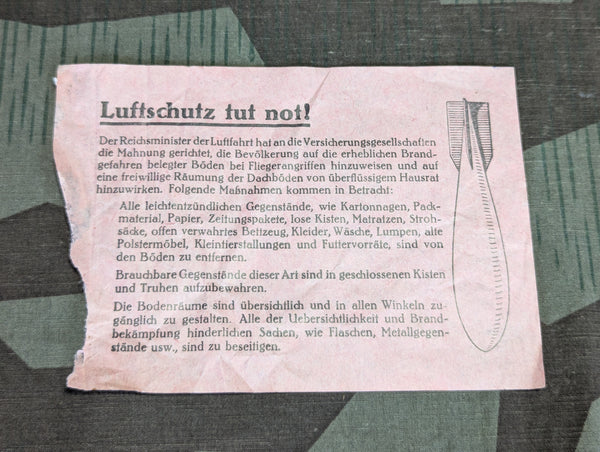 Luftschutz tut not!
Der Reichsminister der Luftfahrt hat an die Versicherungsgesellschaften
die Mahnung gerichtet, die Bevölkerung auf die erheblichen Brand-
gefahren belegter Böden bei Fliegerangriffen hinzuweisen und auf
eine freiwillige Räumung der Dachböden von überflüssigem Hausrat
hinzuwirken. Folgende Maßnahmen kommen in Betracht:
Alle leichtentzündlichen Gegenstände, wie Kartonnagen, Pack-
material, Papier, Zeitungspakete, lose Kisten, Matratzen, Stroh-
säcke, offen verwahrtes Bettzeug, Kleider, Wäsche, Lumpen, alte
Polstermöbel, Kleintierstallungen und Futtervorräte, sind von
den Böden zu entfernen.
Brauchbare Gegenstände dieser Art sind in geschlossenen Kisten
und Truhen aufzubewahren.
Die Bodenräume sind übersichtlich und in allen Winkeln zu-
gänglich zu gestalten. Alle der Uebersichtlichkeit und Brand-
bekämpfung hinderlichen Sachen, wie Flaschen, Metallgegen-
stände usw., sind zu beseitigen.